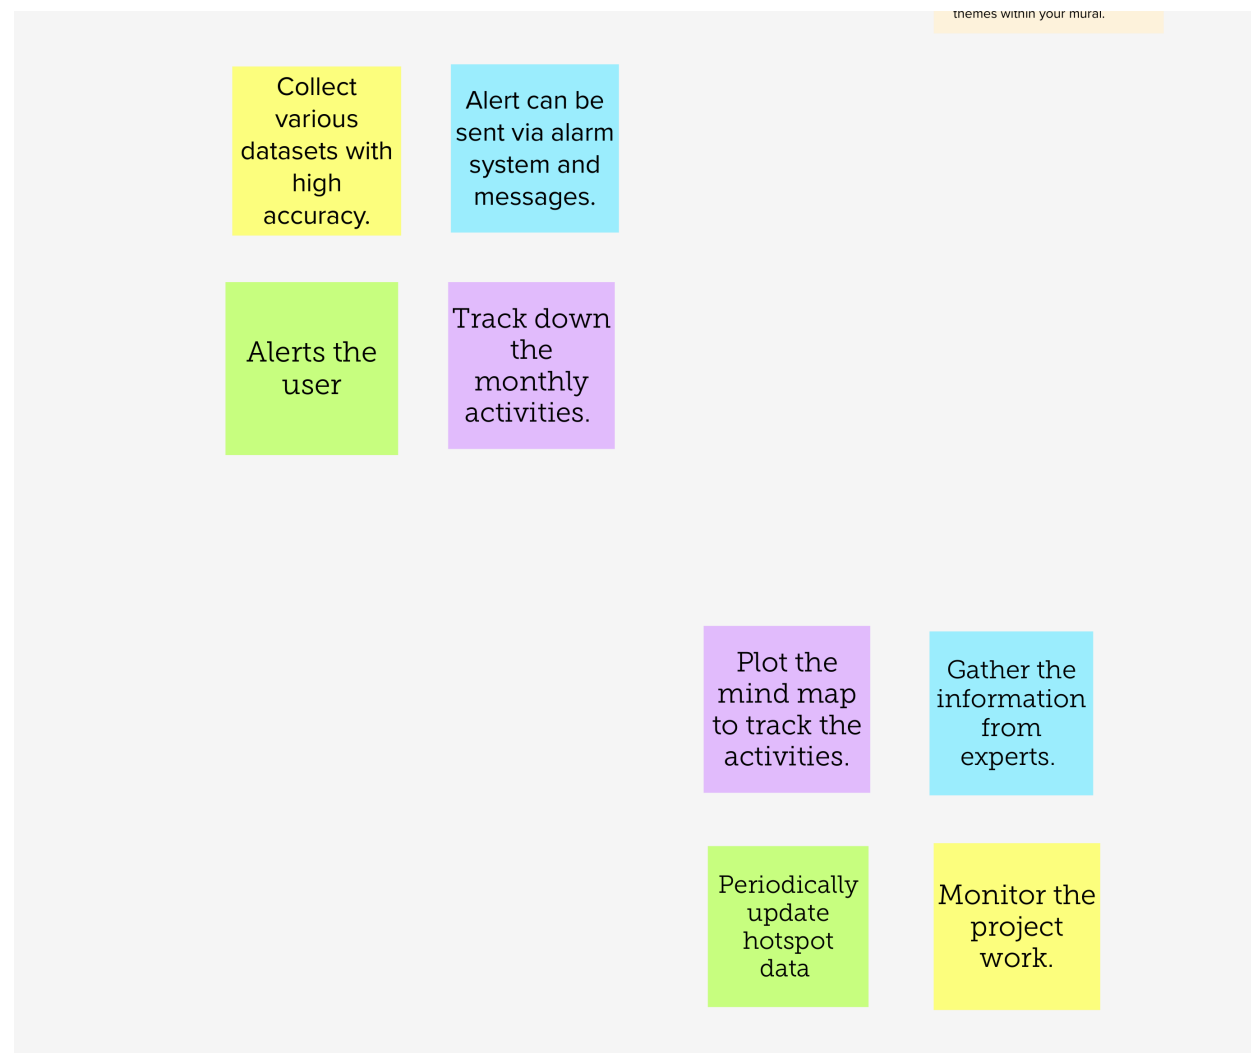 themes within your mural.
Collect
various
datasets with
high
accuracy.
Alert can be
sent via alarm
system and
messages.
Alerts the
user
Track down
the
monthly
activities.
Plot the
mind map
to track the
activities.
Gather the
information
from
experts.
Periodically
update
hotspot
data
Monitor the
project
work.